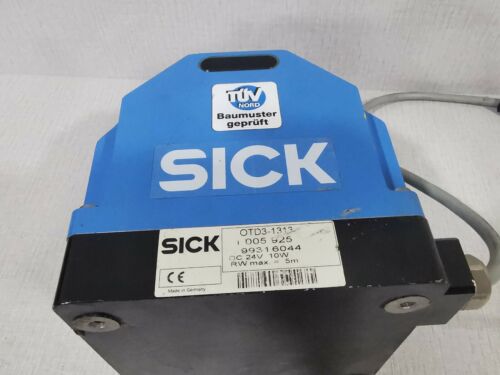 TÜV
NORD
Baumuster
geprüft
SICK
SICK
OTD3-1313
1 005 925
99316044
DC 24V 10W
RW max. = 5m
CE
Made in Germany